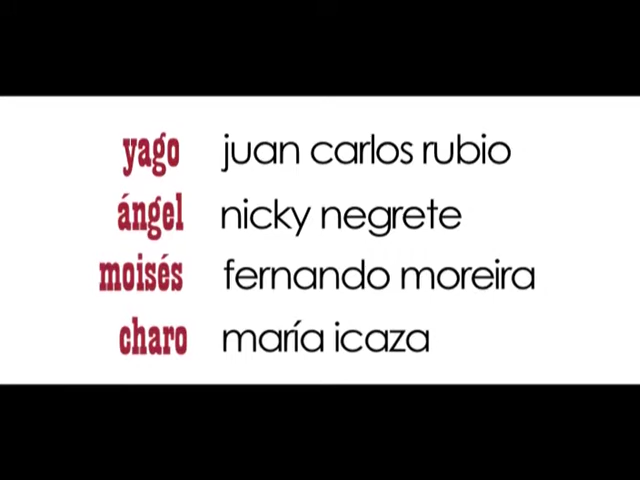 yago juan carlos rubio
ángel nicky negrete
moisés fernando moreira
charo maría icaza